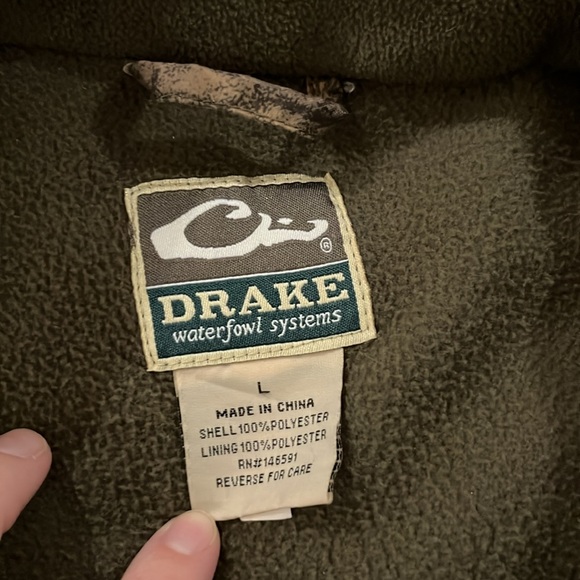 ®
DRAKE
waterfowl systems
L
MADE IN CHINA
SHELL 100%POLYESTER
LINING 100%POLYESTER
RN#146591
REVERSE FOR CARE